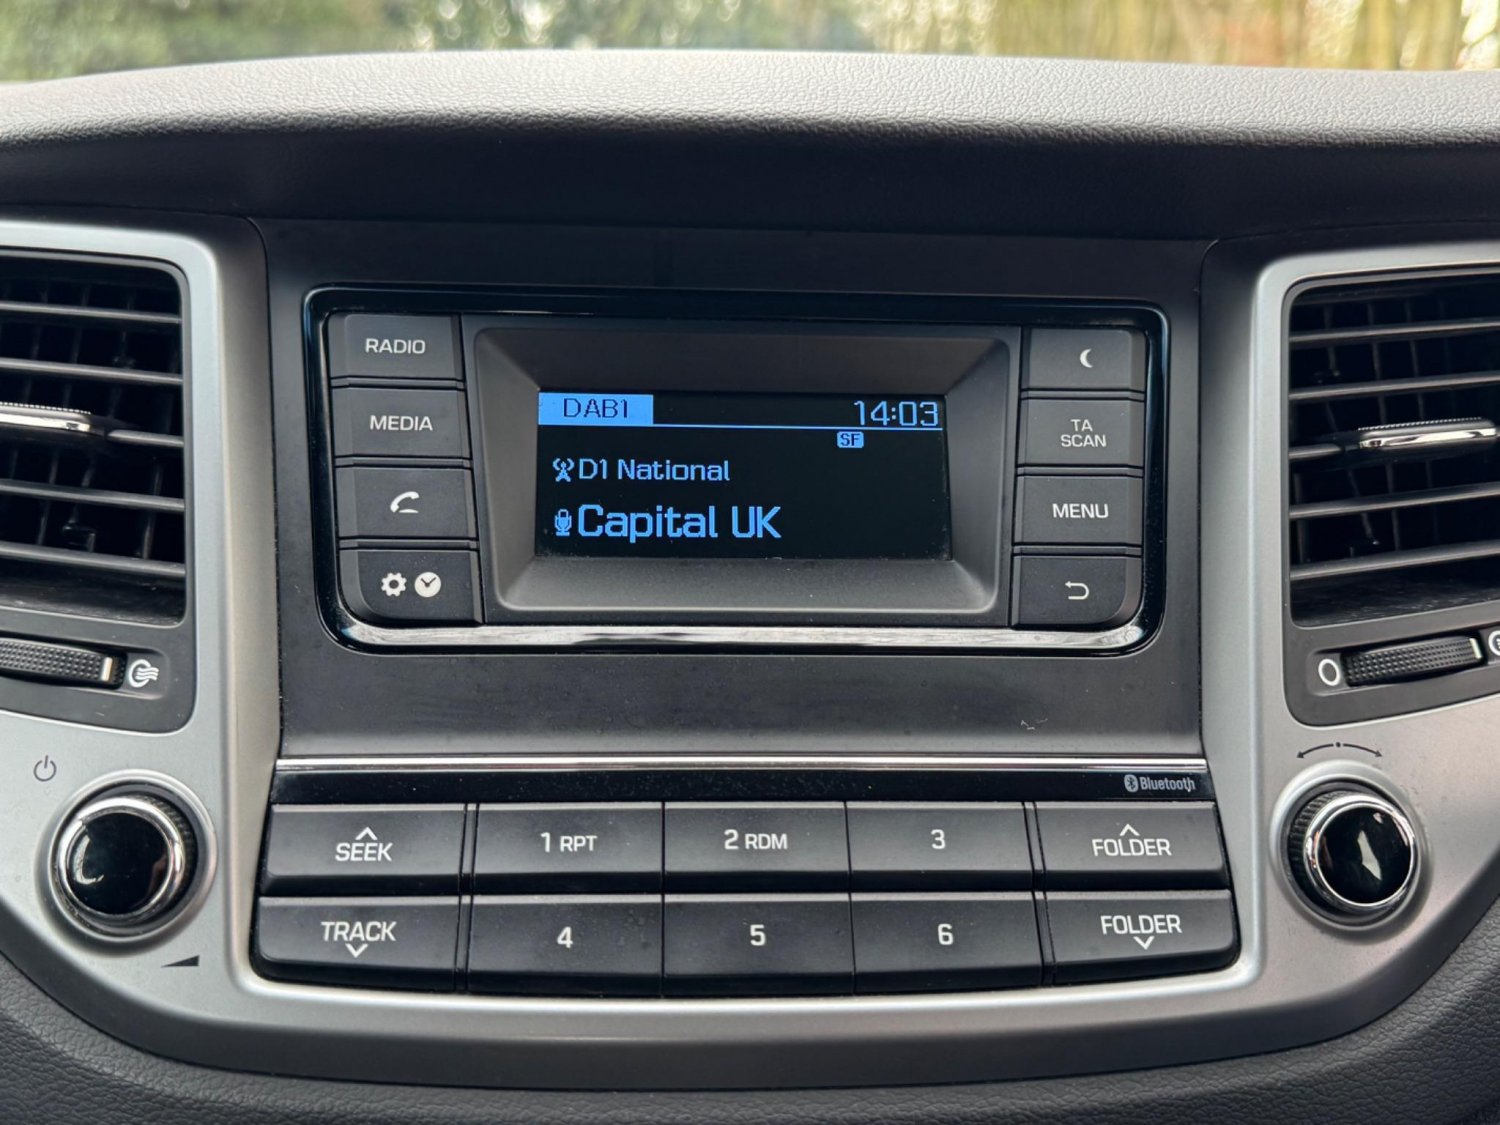 RADIO
MEDIA
DAB1
14:03
SF
D1 National
Capital UK
TA
SCAN
MENU
Bluetooth
SEEK
1 RPT
2 RDM
3
FOLDER
TRACK
4
5
6
FOLDER